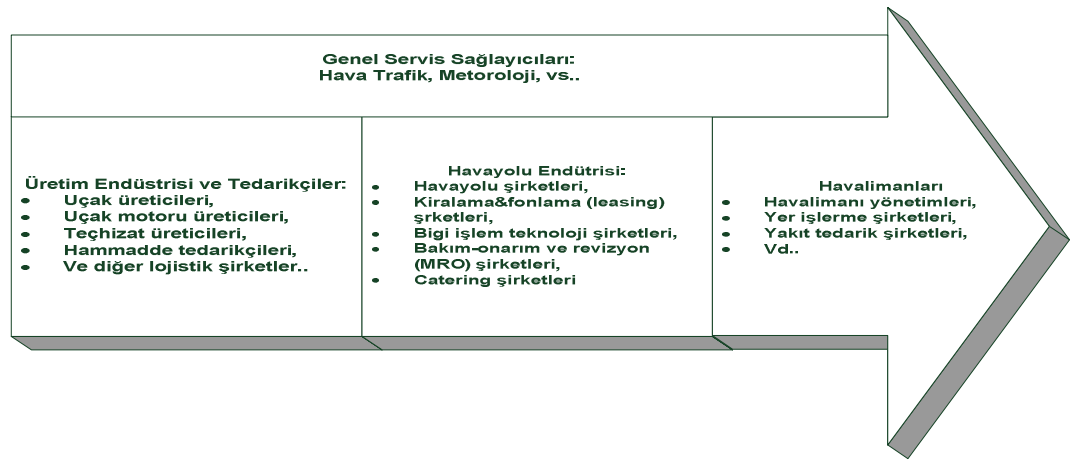 Genel Servis Sağlayıcıları:
Hava Trafik, Metoroloji, vs..
Üretim Endüstrisi ve Tedarikçiler:
• Uçak üreticileri,
• Uçak motoru üreticileri,
• Teçhizat üreticileri,
• Hammadde tedarikçileri,
• Ve diğer lojistik şirketler..
Havayolu Endütrisi:
• Havayolu şirketleri,
• Kiralama&fonlama (leasing)
şrketleri,
• Bigi işlem teknoloji şirketleri,
• Bakım-onarım ve revizyon
(MRO) şirketleri,
• Catering şirketleri
Havalimanları
• Havalimanı yönetimleri,
• Yer işlerme şirketleri,
• Yakıt tedarik şirketleri,
• Vd..